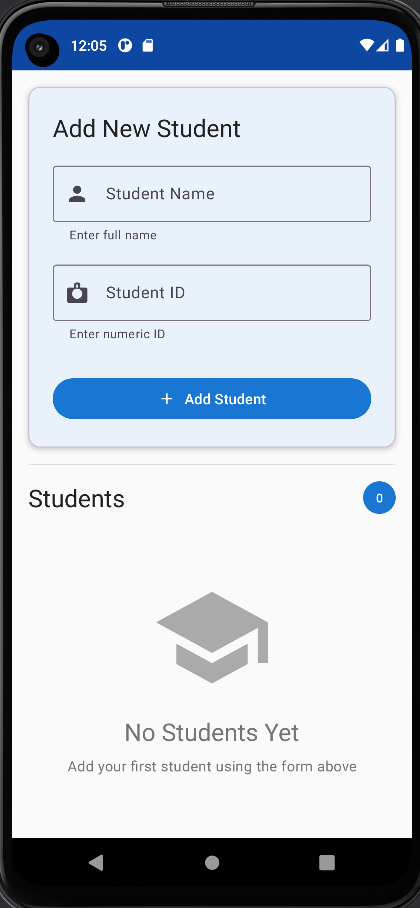 12:05
Add New Student
Student Name
Enter full name
Student ID
Enter numeric ID
+ Add Student
Students
0
No Students Yet
Add your first student using the form above